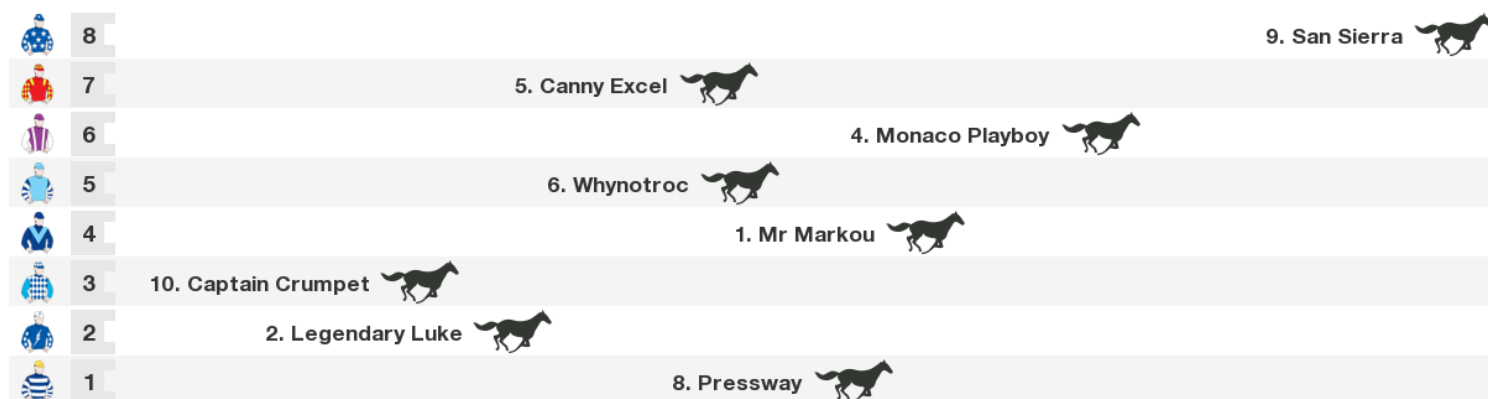 8 9. San Sierra
7 5. Canny Excel
6 4. Monaco Playboy
5 6. Whynotroc
4 1. Mr Markou
3 10. Captain Crumpet
2 2. Legendary Luke
1 8. Pressway